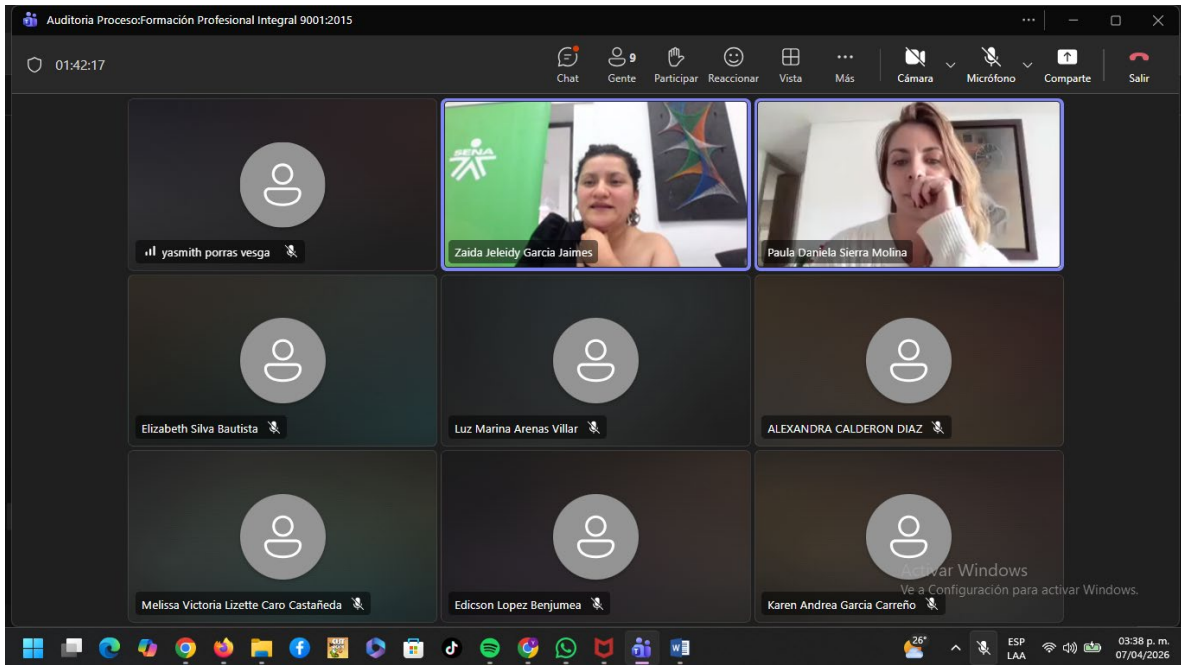 Auditoria Proceso:Formación Profesional Integral 9001:2015
01:42:17
Chat
9
Gente
Participar
Reaccionar
Vista
Más
Cámara
Micrófono
Comparte
Salir
yasmith porras vesga
SENA
Zaida Jeleidy Garcia Jaimes
Paula Daniela Sierra Molina
Elizabeth Silva Bautista
Luz Marina Arenas Villar
ALEXANDRA CALDERON DIAZ
Melissa Victoria Lizette Caro Castañeda
Edicson Lopez Benjumea
Karen Andrea Garcia Carreño
Activar Windows
Ve a Configuración para activar Windows.
26°
ESP
LAA
03:38 p. m.
07/04/2026